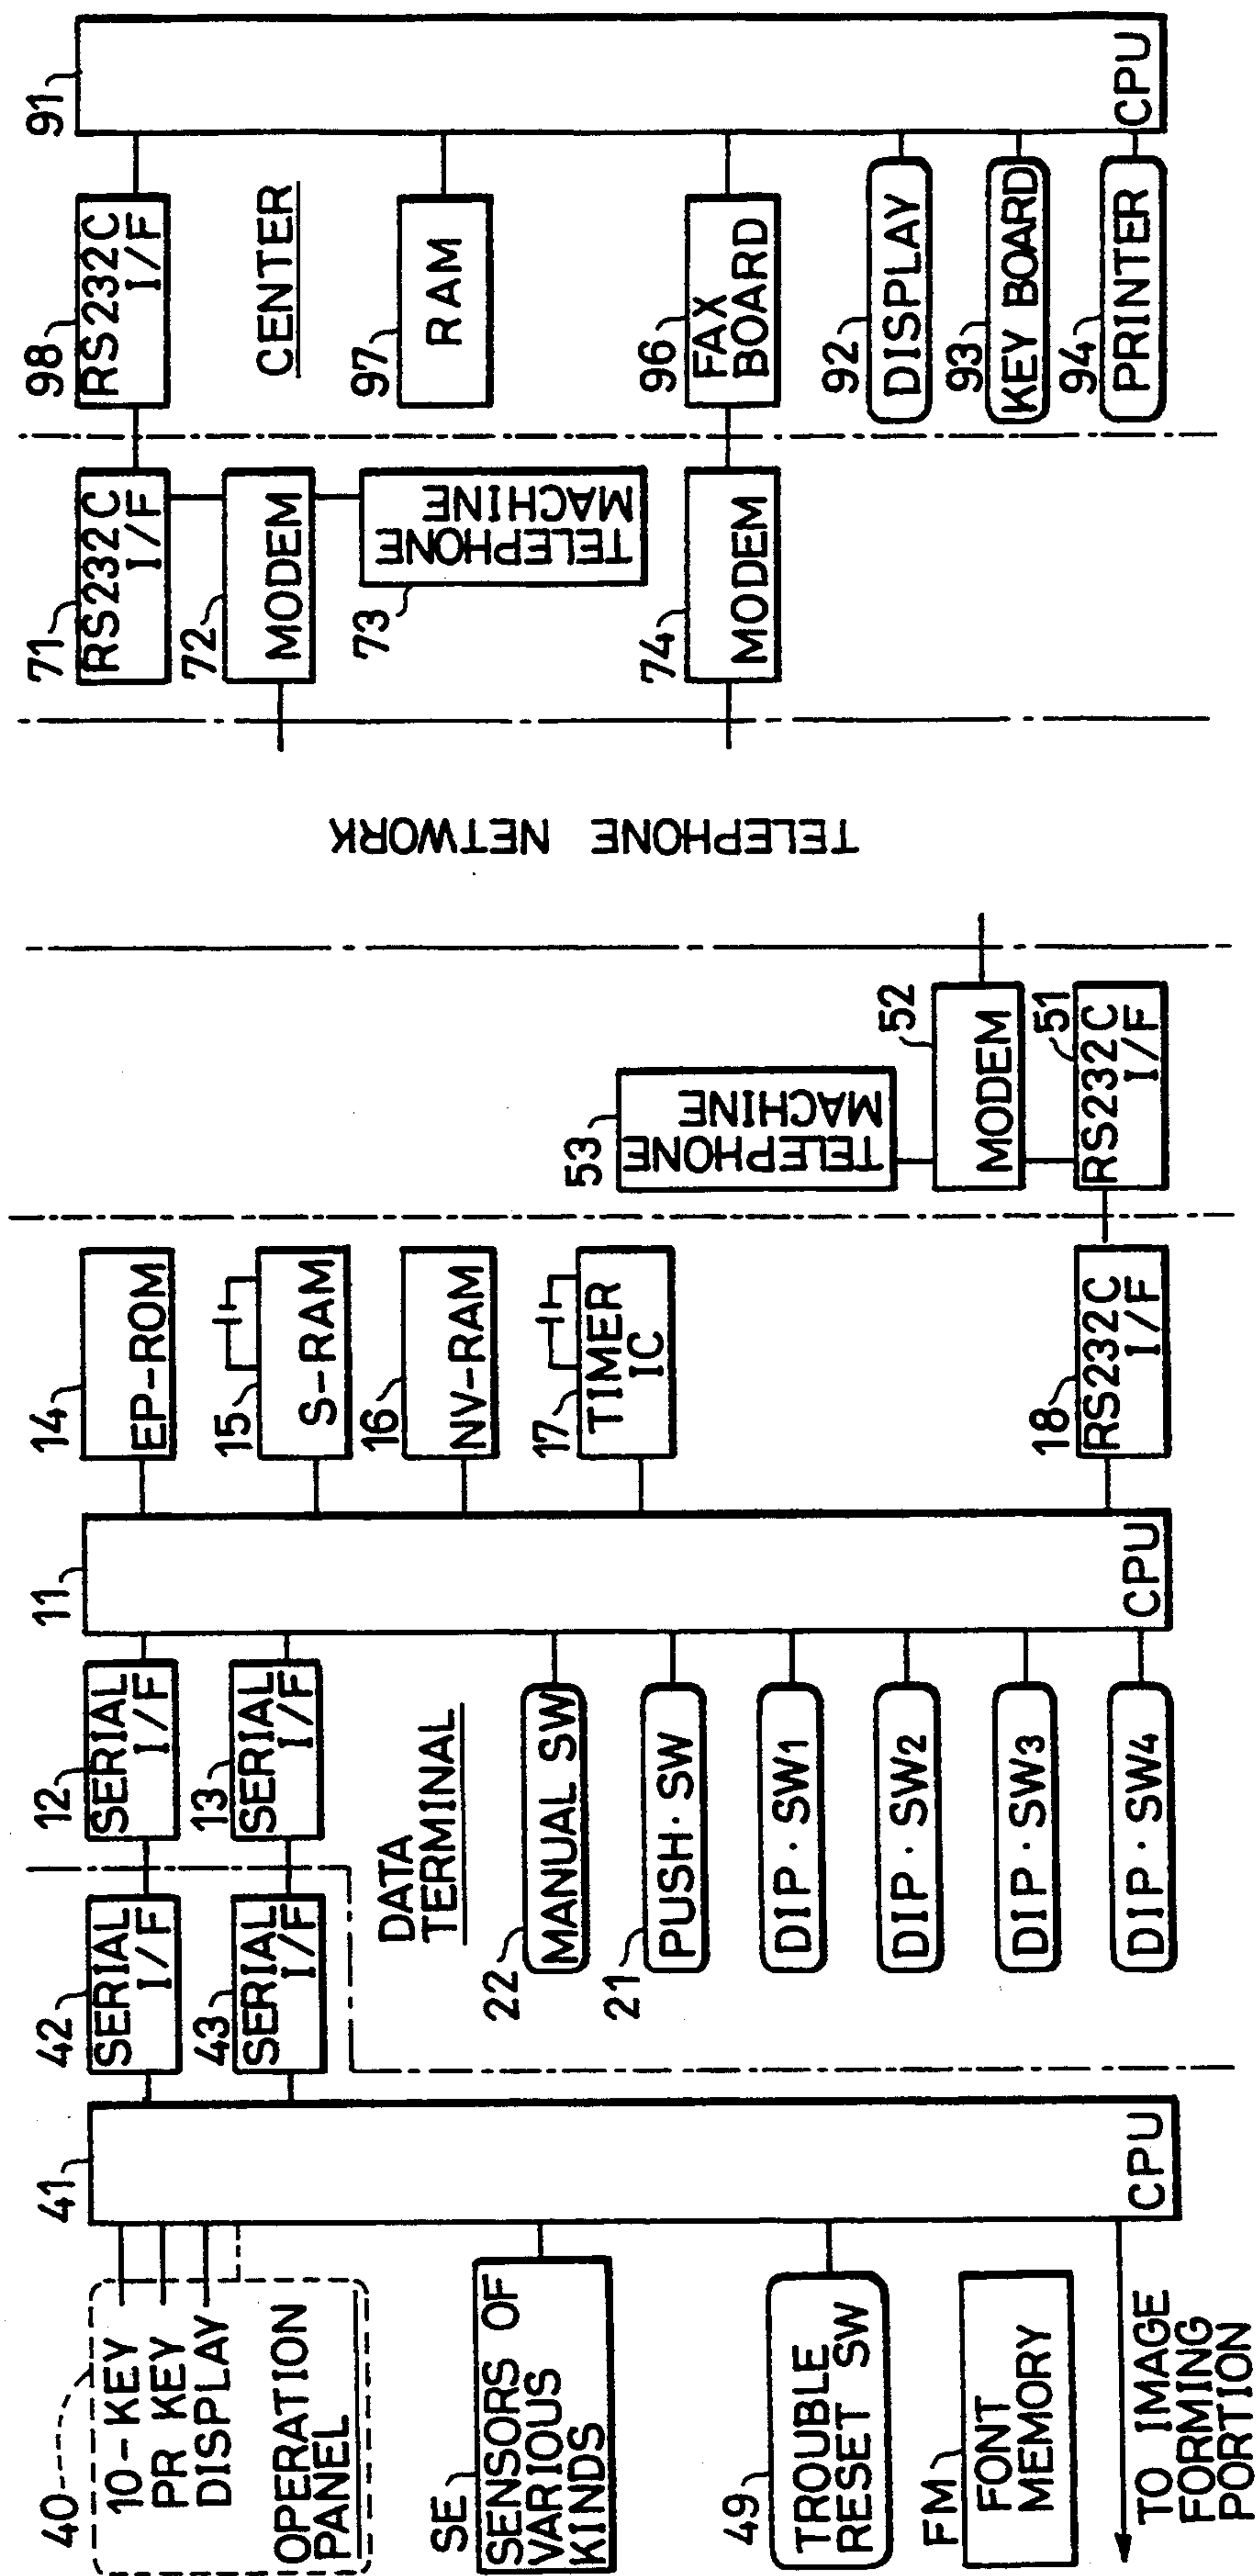 40
10-KEY
PR KEY
DISPLAY
OPERATION
PANEL
SE
SENSORS OF
VARIOUS
KINDS
49
TROUBLE
RESET SW
FM
FONT
MEMORY
TO IMAGE
FORMING
PORTION
41
CPU
42
SERIAL
I/F
43
SERIAL
I/F
12
SERIAL
I/F
13
SERIAL
I/F
DATA
TERMINAL
22
MANUAL SW
21
PUSH·SW
DIP·SW1
DIP·SW2
DIP·SW3
DIP·SW4
11
CPU
14
EP-ROM
15
S-RAM
16
NV-RAM
17
TIMER
IC
18
RS232C
I/F
53
TELEPHONE
MACHINE
52
MODEM
51
RS232C
I/F
TELEPHONE NETWORK
71
RS232C
I/F
72
MODEM
73
TELEPHONE
MACHINE
74
MODEM
98
RS232C
I/F
CENTER
97
RAM
96
FAX
BOARD
92
DISPLAY
93
KEY BOARD
94
PRINTER
91
CPU